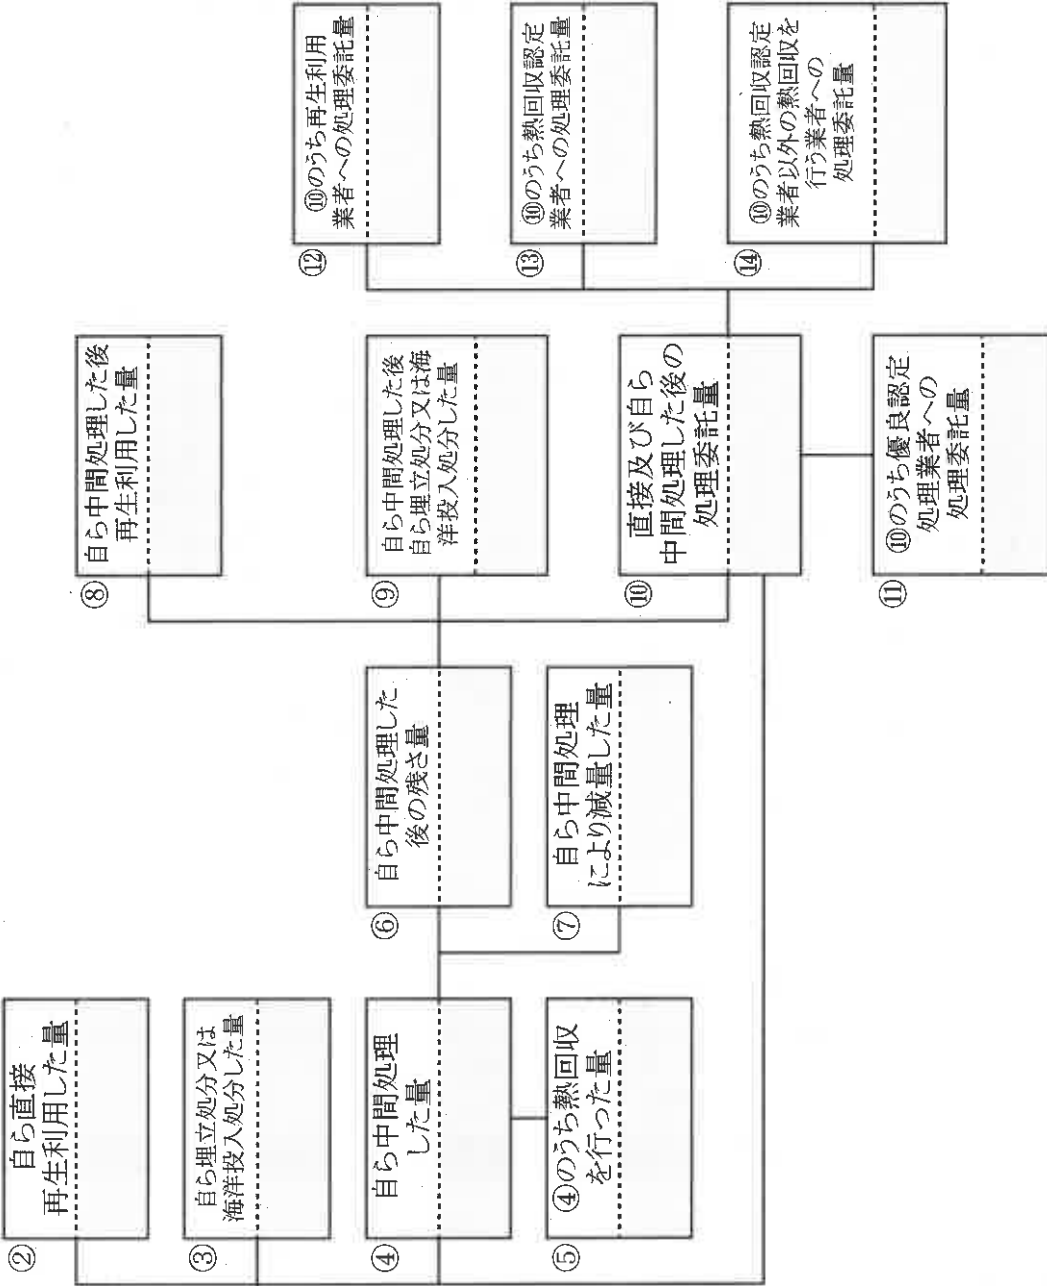 ②
自ら直接
再生利用した量
③
自ら埋立処分又は
海洋投入処分した量
④
自ら中間処理
した量
⑤
④のうち熱回収
を行った量
⑥
自ら中間処理した
後の残さ量
⑦
自ら中間処理
により減量した量
⑧
自ら中間処理した後
再生利用した量
⑨
自ら中間処理した後
自ら埋立処分又は海
洋投入処分した量
⑩
直接及び自ら
中間処理した後の
処理委託量
⑪
⑩のうち優良認定
処理業者への
処理委託量
⑫
⑩のうち再生利用
業者への処理委託量
⑬
⑩のうち熱回収認定
業者への処理委託量
⑭
⑩のうち熱回収認定
業者以外の熱回収を
行う業者への
処理委託量